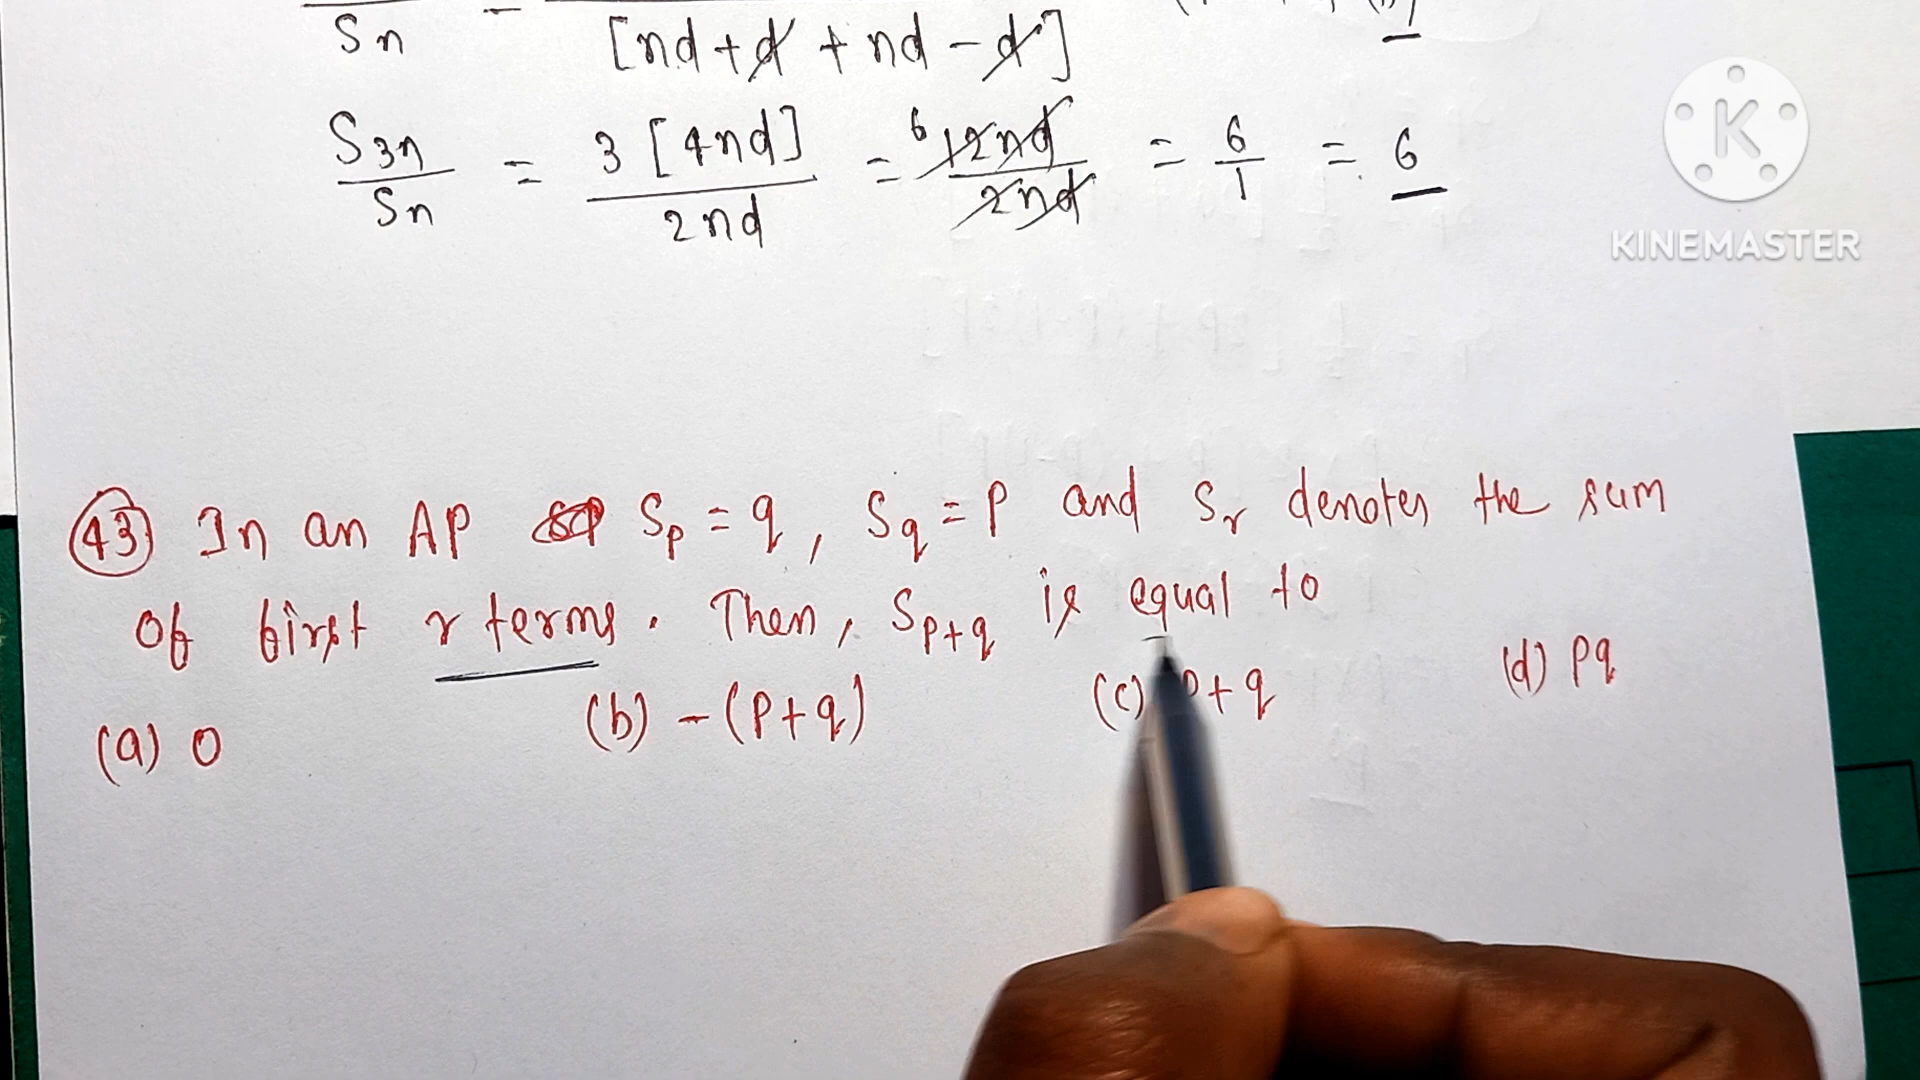 Sn = [nd + d + nd - d]
S3n / Sn = 3 [4nd] / 2nd = 6 12nd / 2nd = 6 / 1 = 6
K
KINEMASTER
(43) In an AP Sp = q, Sq = P and Sr denotes the sum
of first r terms. Then, Sp+q is equal to
(a) 0 (b) -(P+q) (c) P+q (d) Pq